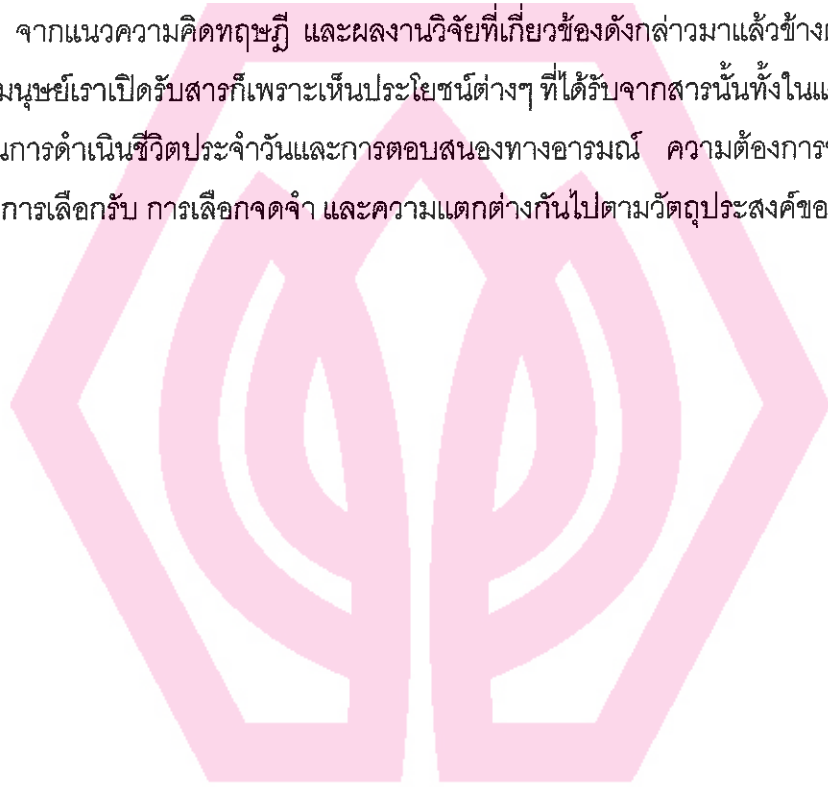 จากแนวความคิดทฤษฎี และผลงานวิจัยที่เกี่ยวข้องดังกล่าวมาแล้วข้าง
มนุษย์เราเปิดรับสารก็เพราะเห็นประโยชน์ต่างๆ ที่ได้รับจากสารนั้นทั้งใน
การดำเนินชีวิตประจำวันและการตอบสนองทางอารมณ์ ความต้องการ
การเลือกรับ การเลือกจดจำ และความแตกต่างกันไปตามวัตถุประสงค์ขอ